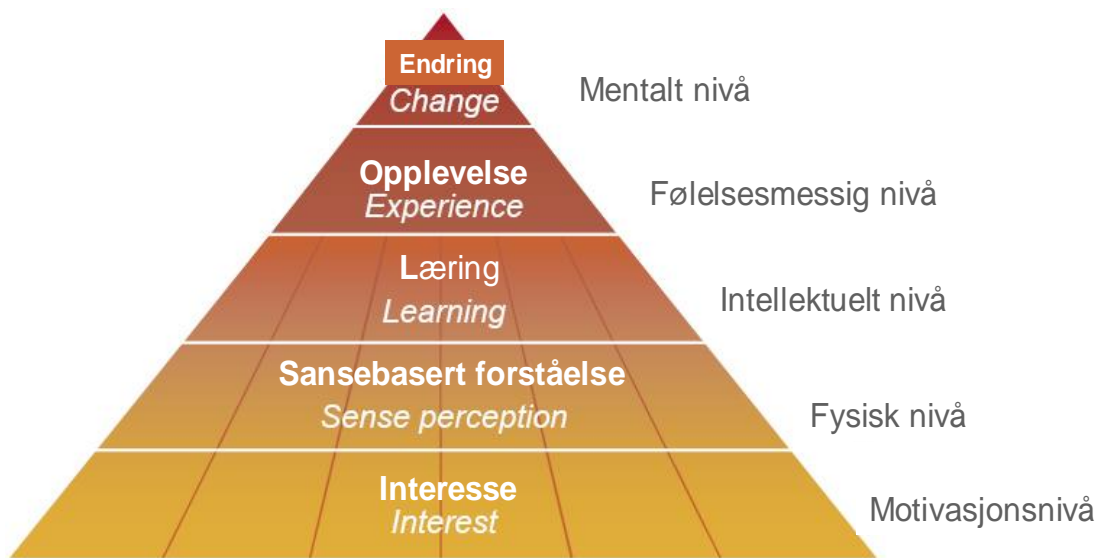 Endring
Change
Mentalt nivå
Opplevelse
Experience
Følelsesmessig nivå
Læring
Learning
Intellektuelt nivå
Sansebasert forståelse
Sense perception
Fysisk nivå
Interesse
Interest
Motivasjonsnivå